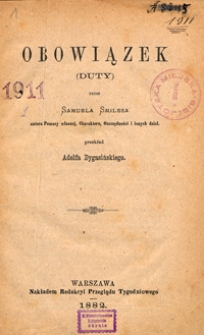 1911
OBOWIĄZEK
(DUTY)
PRZEZ
SAMUELA SMILESA
autora Pomocy własnej, Charakteru, Oszczędności i innych dzieł.
przekład
Adolfa Dygasińskiego.
1911
WARSZAWA
Nakładem Redakcyi Przeglądu Tygodniowego
1882.